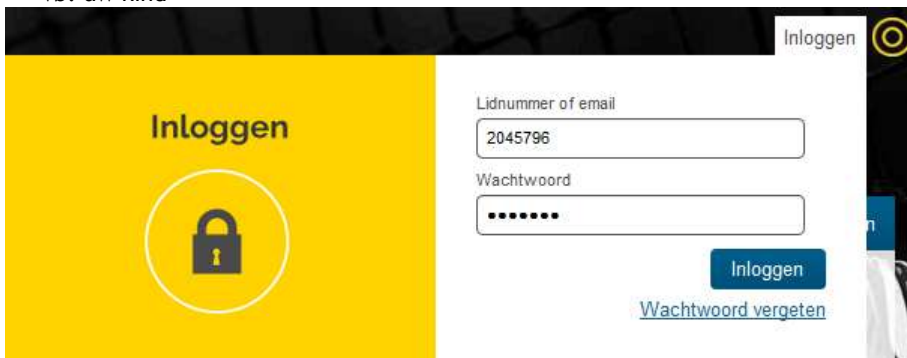 Inloggen
Inloggen
Lidnummer of email
2045796
Wachtwoord
•••••••
Inloggen
Wachtwoord vergeten